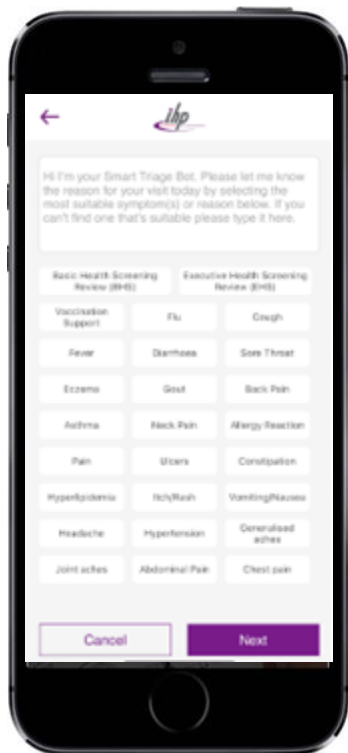 ihp
Hi I'm your Smart Triage Bot. Please let me know
the reason for your visit today by selecting the
most suitable symptom(s) or reason below. If you
can't find one that's suitable please type it here.
Basic Health Screening
Review (BHS)
Executive Health Screening
Review (EHS)
Vaccination
Support
Flu
Cough
Fever
Diarrhoea
Sore Throat
Eczema
Gout
Back Pain
Asthma
Neck Pain
Allergy Reaction
Pain
Ulcers
Constipation
Hyperlipidemia
Itch/Rash
Vomiting/Nausea
Headache
Hypertension
Generalised
aches
Joint aches
Abdominal Pain
Chest pain
Cancel
Next